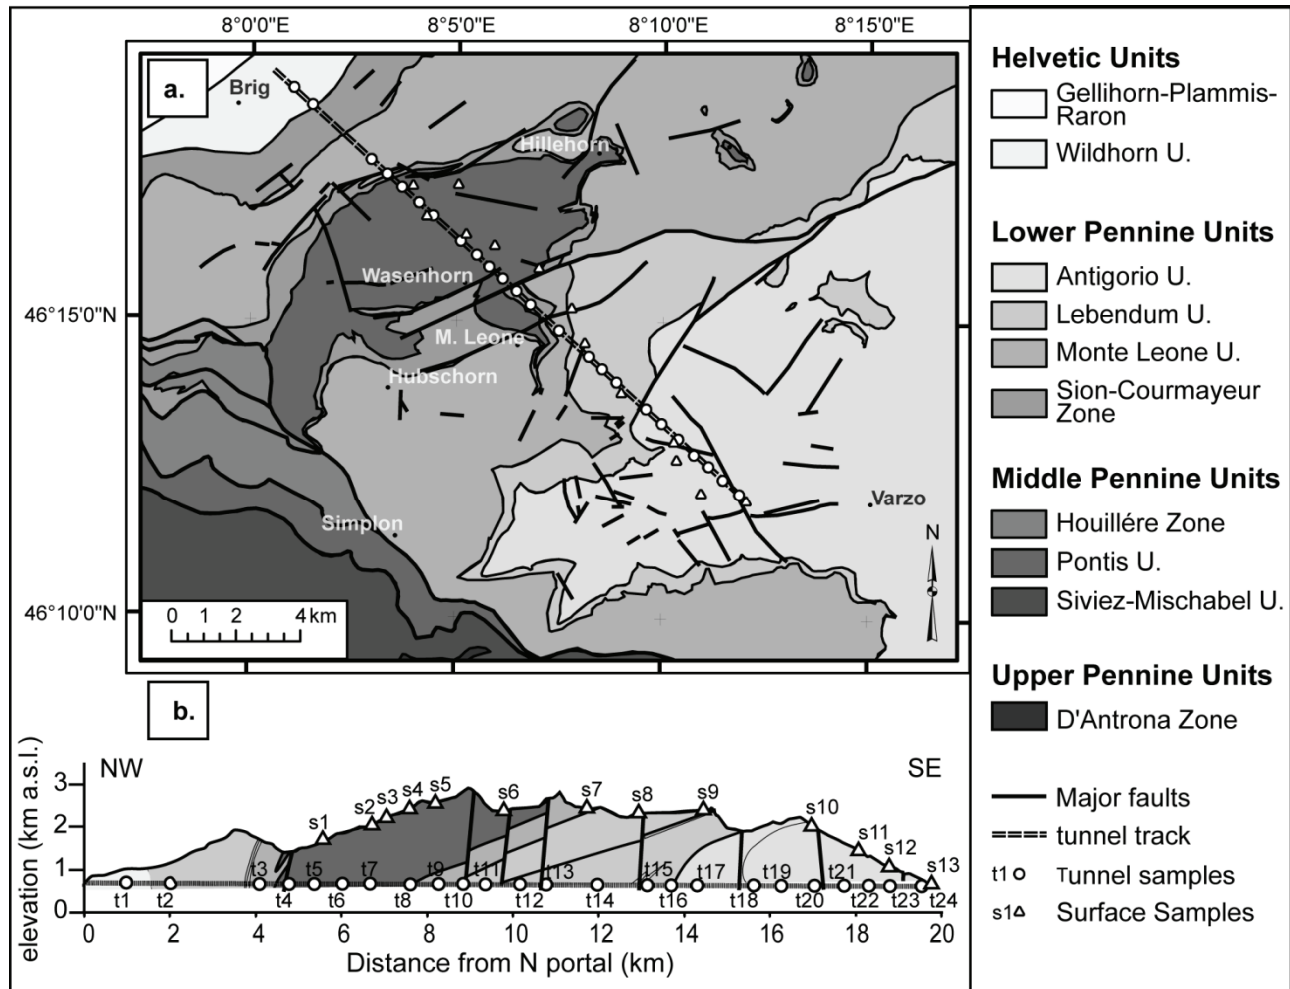 8°0'0"E
8°5'0"E
8°10'0"E
8°15'0"E
a.
Brig
Hillehorn
Wasenhorn
46°15'0"N
M. Leone
Hubschorn
Simplon
Varzo
N
46°10'0"N
0 1 2 4 km
Helvetic Units
Gellihorn-Plammis-
Raron
Wildhorn U.
Lower Pennine Units
Antigorio U.
Lebendum U.
Monte Leone U.
Sion-Courmayeur
Zone
Middle Pennine Units
Houillére Zone
Pontis U.
Siviez-Mischabel U.
Upper Pennine Units
D'Antrona Zone
Major faults
tunnel track
t1 Tunnel samples
s1 Surface Samples
b.
NW
SE
elevation (km a.s.l.)
3
2
1
0
s1 s2 s3 s4 s5 s6 s7 s8 s9 s10 s11 s12 s13
t3 t5 t7 t9 t11 t13 t15 t17 t19 t21
t1 t2 t4 t6 t8 t10 t12 t14 t16 t18 t20 t22 t23 t24
0 2 4 6 8 10 12 14 16 18 20
Distance from N portal (km)